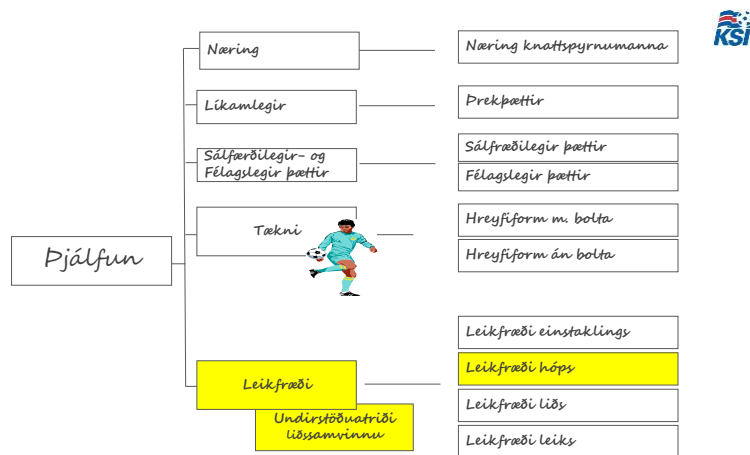 KSÍ
Næring
Næring knattspyrnumanna
Líkamlegir
Þrekþættir
Sálfærðilegir- og
Félagslegir þættir
Sálfræðilegir þættir
Félagslegir þættir
Tækni
Hreyfiform m. bolta
Hreyfiform án bolta
Þjálfun
Leikfræði
Undirstöðuatriði
liðssamvinnu
Leikfræði einstaklings
Leikfræði hóps
Leikfræði liðs
Leikfræði leiks